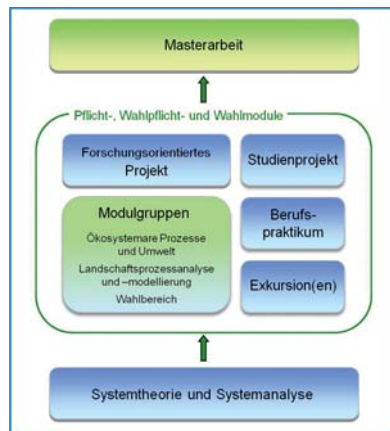 Masterarbeit
Pflicht-, Wahlpflicht- und Wahlmodule
Forschungsorientiertes
Projekt
Studienprojekt
Modulgruppen
Ökosystemare Prozesse
und Umwelt
Landschaftsprozessanalyse
und –modellierung
Wahlbereich
Berufs-
praktikum
Exkursion(en)
Systemtheorie und Systemanalyse